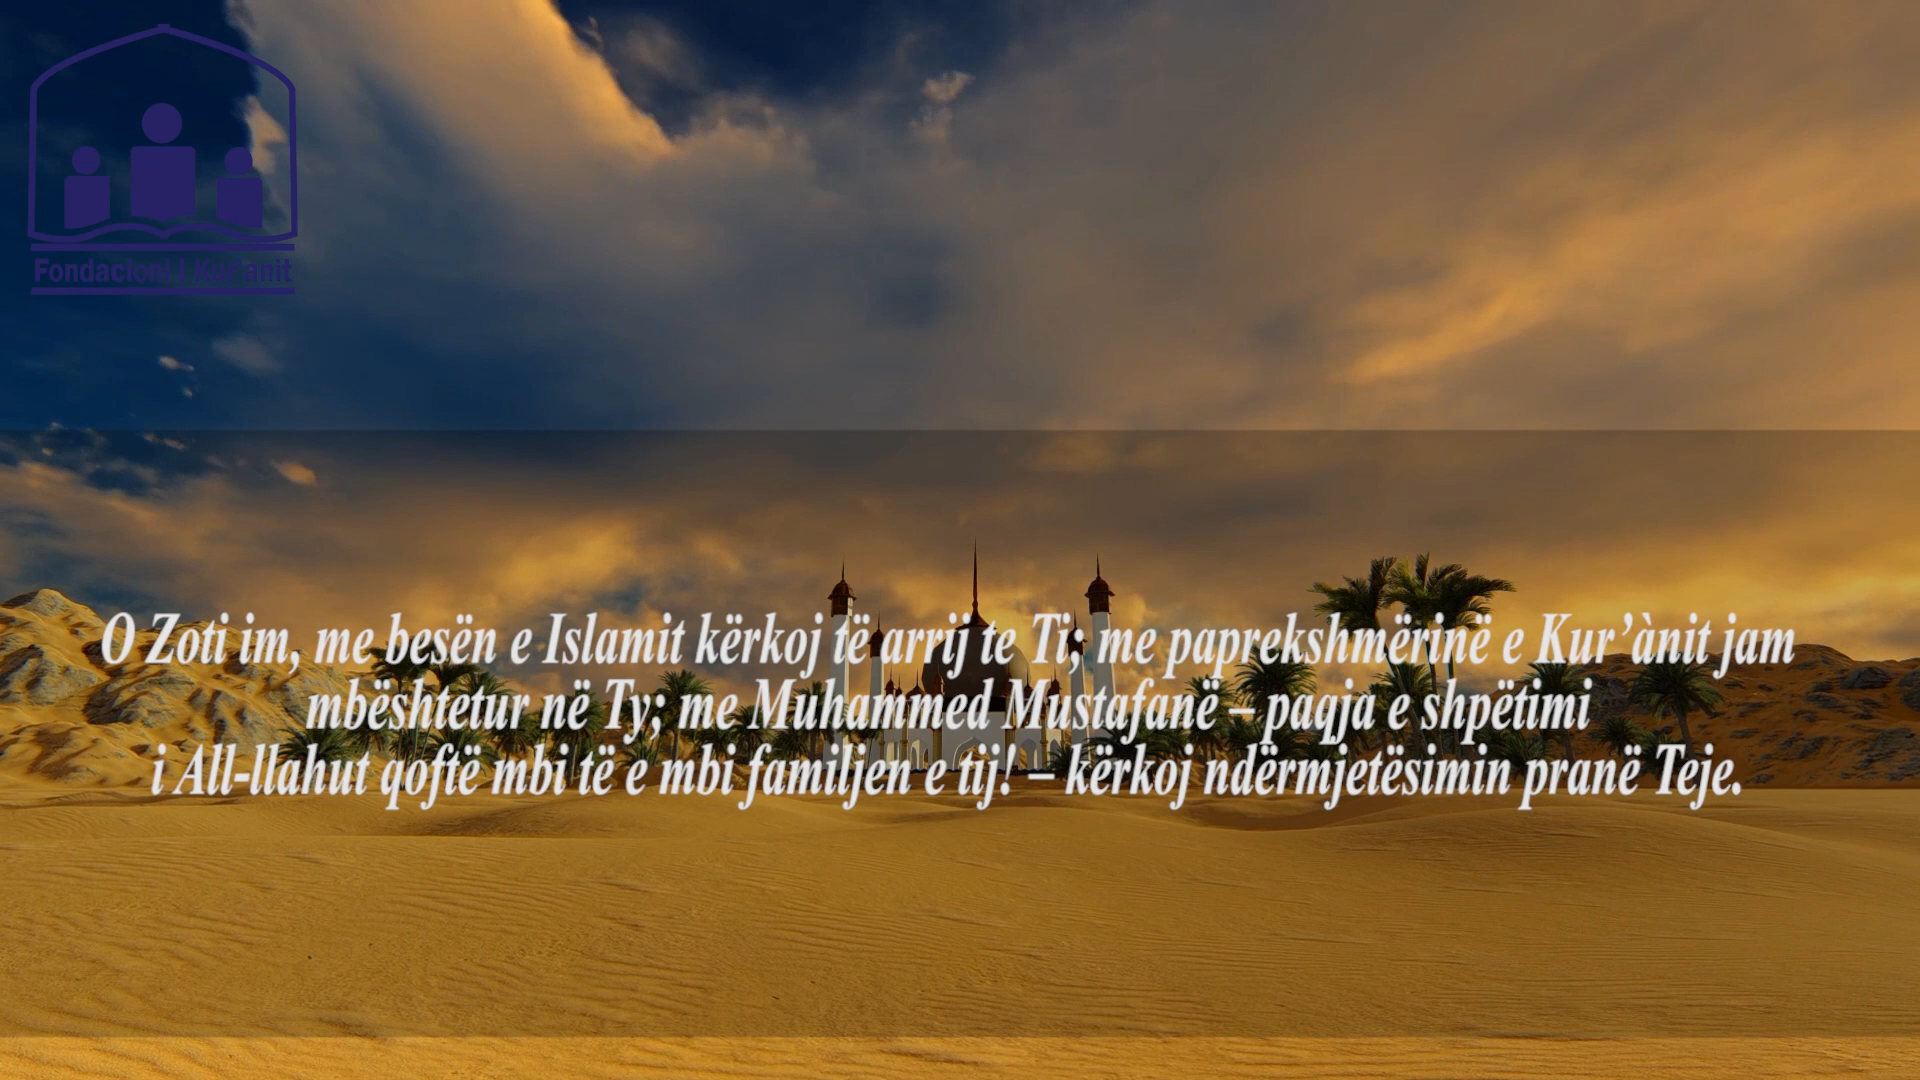 Fondacioni i Kur'anit
O Zoti im, me besën e Islamit kërkoj të arrij te Ti; me paprekshmërinë e Kur’ànit jam
mbështetur në Ty; me Muhammed Mustafanë – paqja e shpëtimi
i All-llahut qoftë mbi të e mbi familjen e tij! – kërkoj ndërmjetësimin pranë Teje.